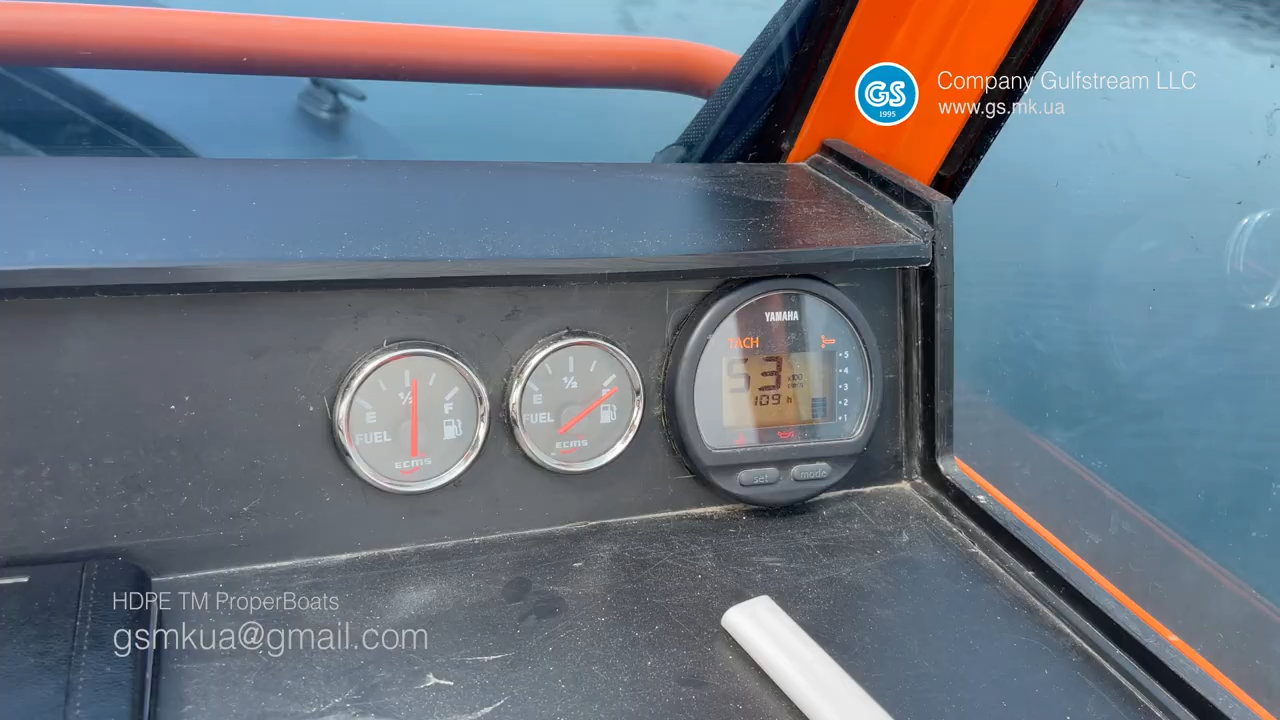 GS
1995
Company Gulfstream LLC
www.gs.mk.ua
YAMAHA
TACH
53
x100
r/min
109 h
5
4
3
2
1
set
mode
E
1/2
F
FUEL
ECMS
E
1/2
F
FUEL
ECMS
HDPE TM ProperBoats
gsmkua@gmail.com